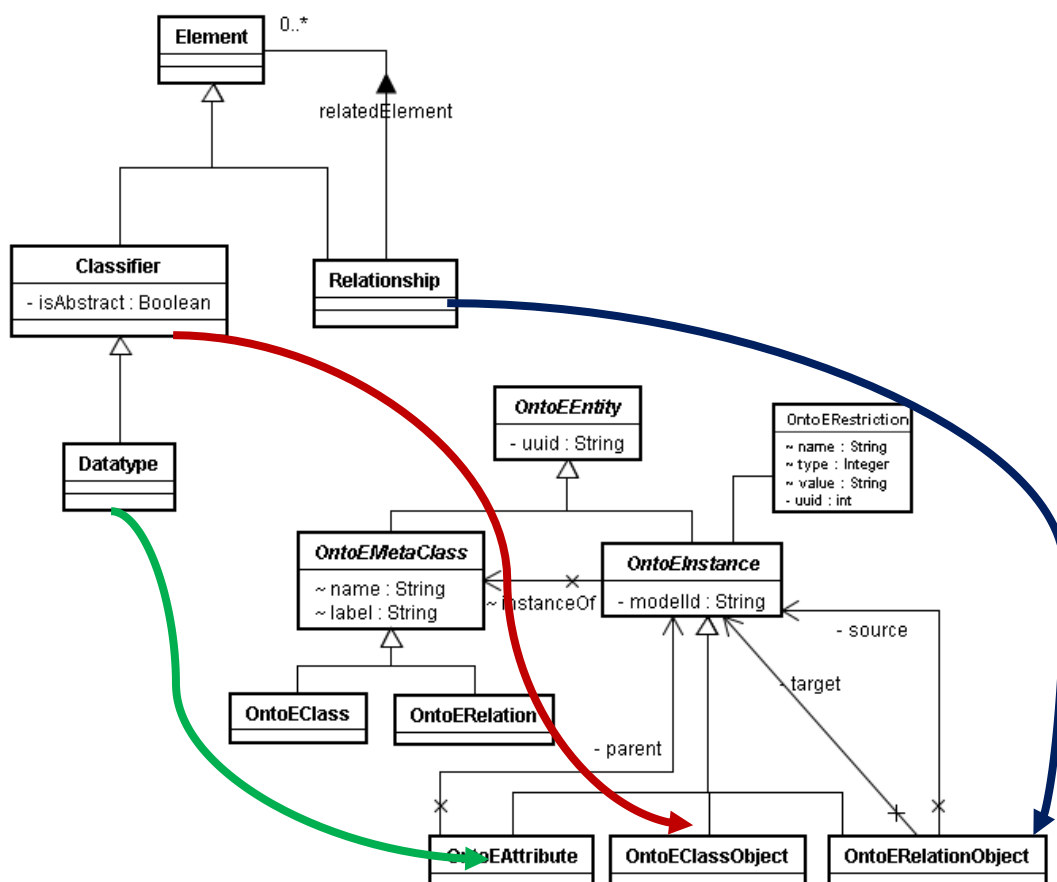 Element
0..*
relatedElement
Classifier
- isAbstract : Boolean
Relationship
OntoEEntity
- uuid : String
OntoERestriction
~ name : String
~ type : Integer
~ value : String
- uuid : int
Datatype
OntoEMetaClass
~ name : String
~ label : String
~ instanceOf
OntoEInstance
- modelId : String
- source
- target
OntoEClass
OntoERelation
- parent
OntoEAttribute
OntoEClassObject
OntoERelationObject